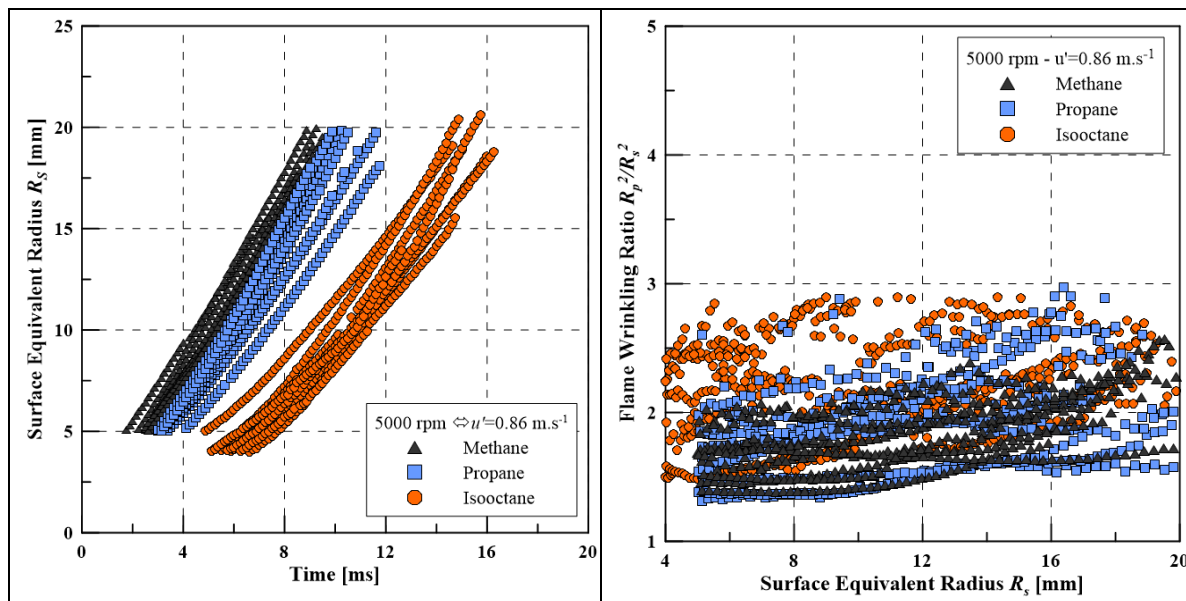 25
20
15
10
5
0
Surface Equivalent Radius R_S [mm]
0
4
8
12
16
20
Time [ms]
5000 rpm ⇔ u'=0.86 m.s⁻¹
Methane
Propane
Isooctane
5
4
3
2
1
Flame Wrinkling Ratio R_p²/R_s²
4
8
12
16
20
Surface Equivalent Radius R_s [mm]
5000 rpm - u'=0.86 m.s⁻¹
Methane
Propane
Isooctane